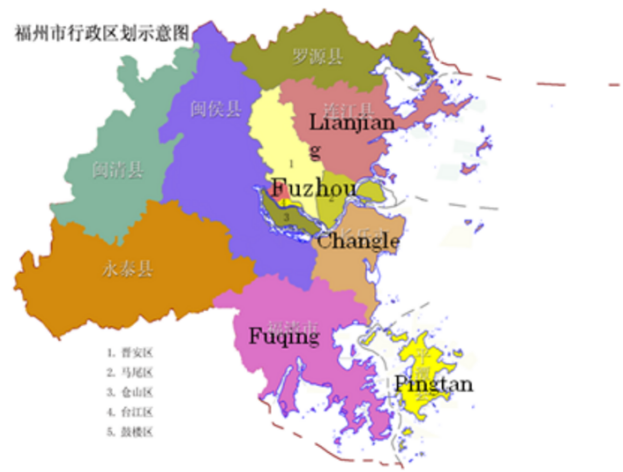 福州市行政区划示意图
罗源县
闽侯县
连江县
Lianjian
g
闽清县
1
Fuzhou
2
3
Changle
永泰县
Fuqing
Pingtan
1. 晋安区
2. 马尾区
3. 仓山区
4. 台江区
5. 鼓楼区